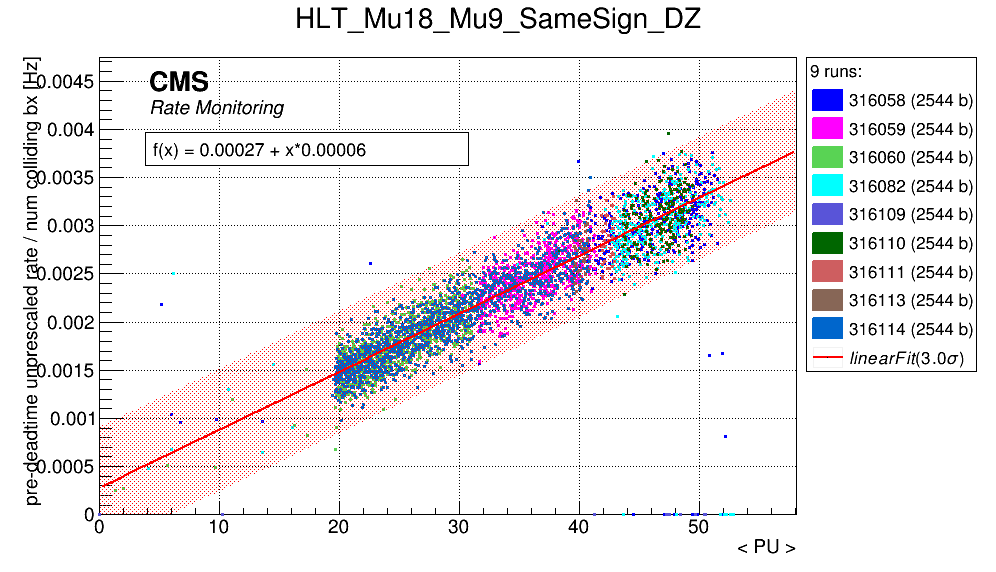 HLT_Mu18_Mu9_SameSign_DZ
pre-deadtime unprescaled rate / num colliding bx [Hz]
CMS
Rate Monitoring
f(x) = 0.00027 + x*0.00006
0.0045
0.004
0.0035
0.003
0.0025
0.002
0.0015
0.001
0.0005
0
0 10 20 30 40 50
< PU >
9 runs:
316058 (2544 b)
316059 (2544 b)
316060 (2544 b)
316082 (2544 b)
316109 (2544 b)
316110 (2544 b)
316111 (2544 b)
316113 (2544 b)
316114 (2544 b)
linearFit(3.0σ)